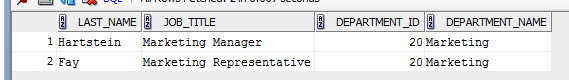 LAST_NAME JOB_TITLE DEPARTMENT_ID DEPARTMENT_NAME
1 Hartstein Marketing Manager 20 Marketing
2 Fay Marketing Representative 20 Marketing